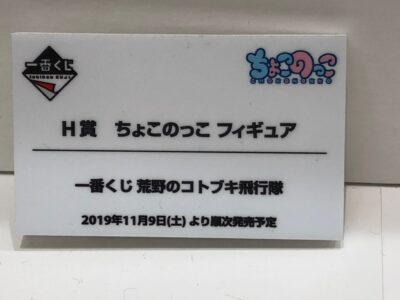 一番くじ
ICHIBAN KUJI
ちょこのっこ
CHOKONOKKO
H賞 ちょこのっこ フィギュア
一番くじ 荒野のコトブキ飛行隊
2019年11月9日(土) より順次発売予定